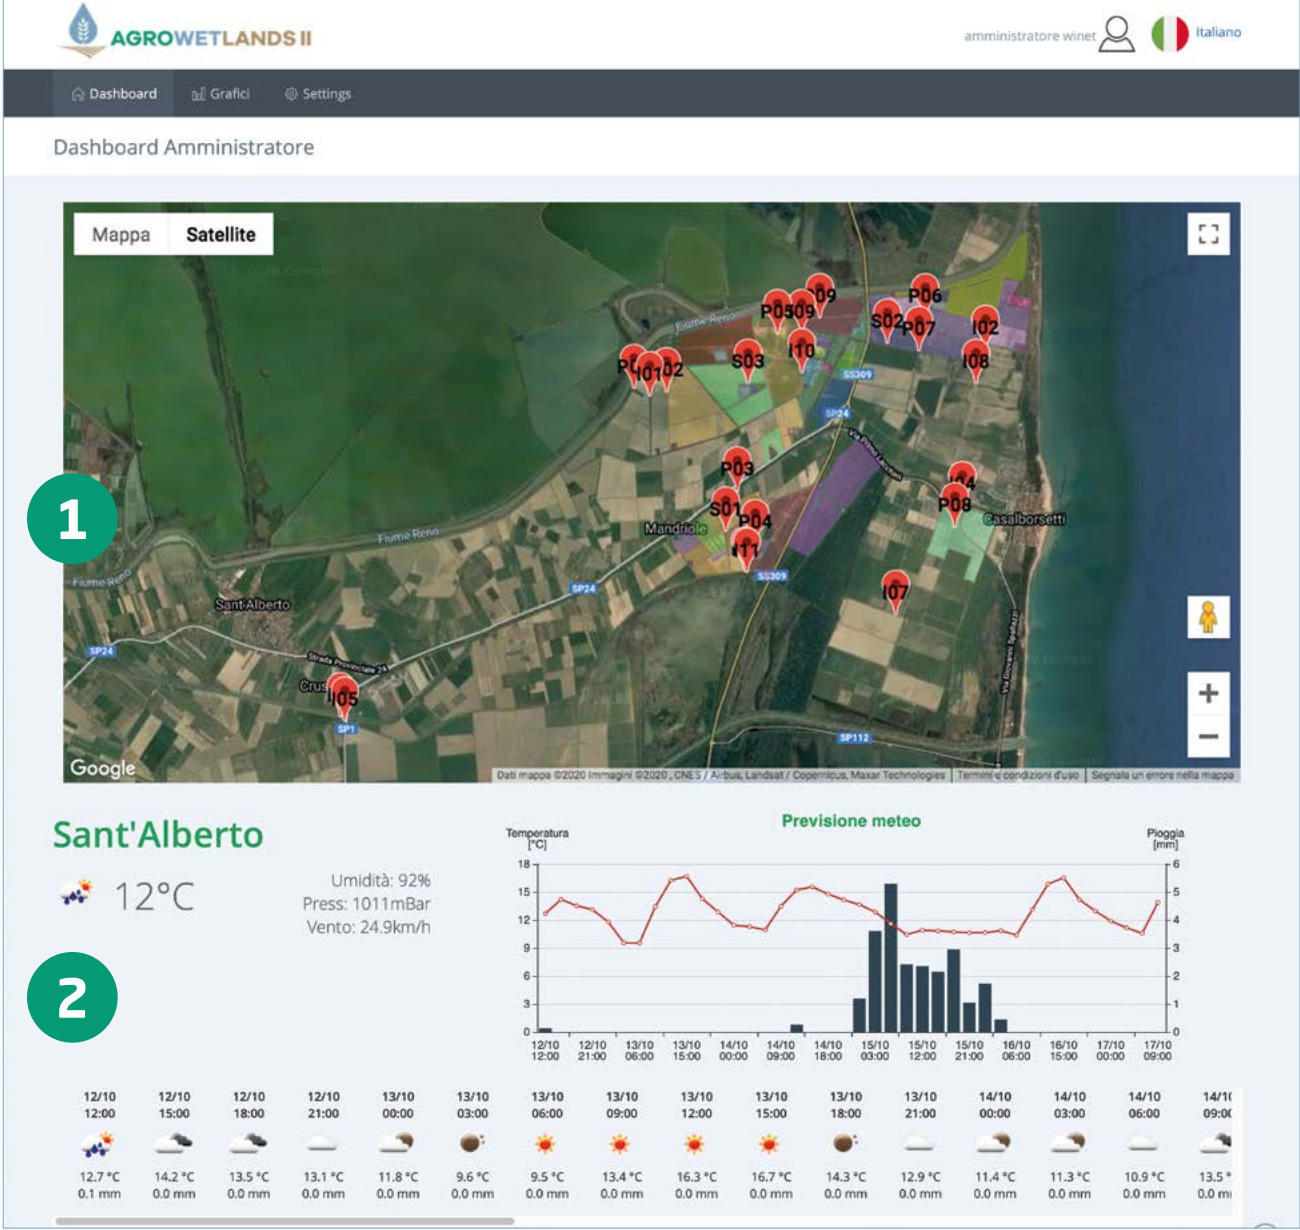 AGROWETLANDS II
amministratore winet
Italiano
Dashboard
Grafici
Settings
Dashboard Amministratore
Mappa
Satellite
P06
P05
S02
P07
I02
I10
S03
I08
I01
02
Fiume Reno
SS309
SP24
P03
S01
P04
I11
P08
I07
Mandriole
Casalborsetti
1
Fiume Reno
Fiume Reno
Sant'Alberto
SP24
SS309
SP24
Strada Provinciale 24
Crus
I05
SP1
SP112
Google
Dati mappa ©2020 Immagini ©2020 , CNES / Airbus, Landsat / Copernicus, Maxar Technologies
Termini e condizioni d'uso
Segnala un errore nella mappa
Sant'Alberto
12°C
Umidità: 92%
Press: 1011mBar
Vento: 24.9km/h
2
Previsione meteo
Temperatura
[°C]
Pioggia
[mm]
18
15
12
9
6
3
0
6
5
4
3
2
1
0
12/10 12/10 13/10 13/10 14/10 14/10 14/10 15/10 15/10 15/10 16/10 16/10 17/10 17/10
12:00 21:00 06:00 15:00 00:00 09:00 18:00 03:00 12:00 21:00 06:00 15:00 00:00 09:00
12/10 12/10 12/10 12/10 13/10 13/10 13/10 13/10 13/10 13/10 13/10 13/10 14/10 14/10 14/10
12:00 15:00 18:00 21:00 00:00 03:00 06:00 09:00 12:00 15:00 18:00 21:00 00:00 03:00 06:00
12.7 °C 14.2 °C 13.5 °C 13.1 °C 11.8 °C 9.6 °C 9.5 °C 13.4 °C 16.3 °C 16.7 °C 14.3 °C 12.9 °C 11.4 °C 11.3 °C 10.9 °C 13.5 °
0.1 mm 0.0 mm 0.0 mm 0.0 mm 0.0 mm 0.0 mm 0.0 mm 0.0 mm 0.0 mm 0.0 mm 0.0 mm 0.0 mm 0.0 mm 0.0 mm 0.0 mm